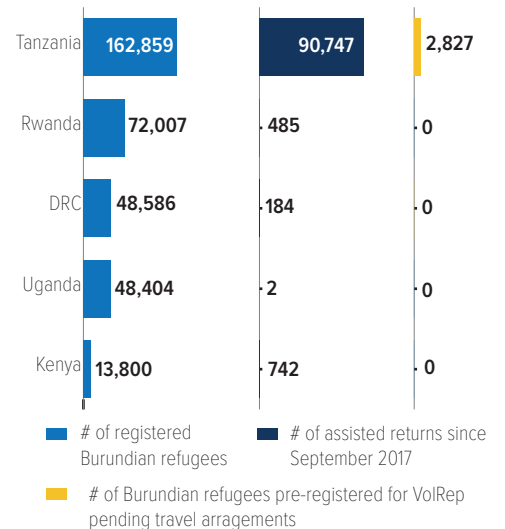 Tanzania 162,859 90,747 2,827
Rwanda 72,007 485 0
DRC 48,586 184 0
Uganda 48,404 2 0
Kenya 13,800 742 0
# of registered
Burundian refugees
# of assisted returns since
September 2017
# of Burundian refugees pre-registered for VolRep
pending travel arragements